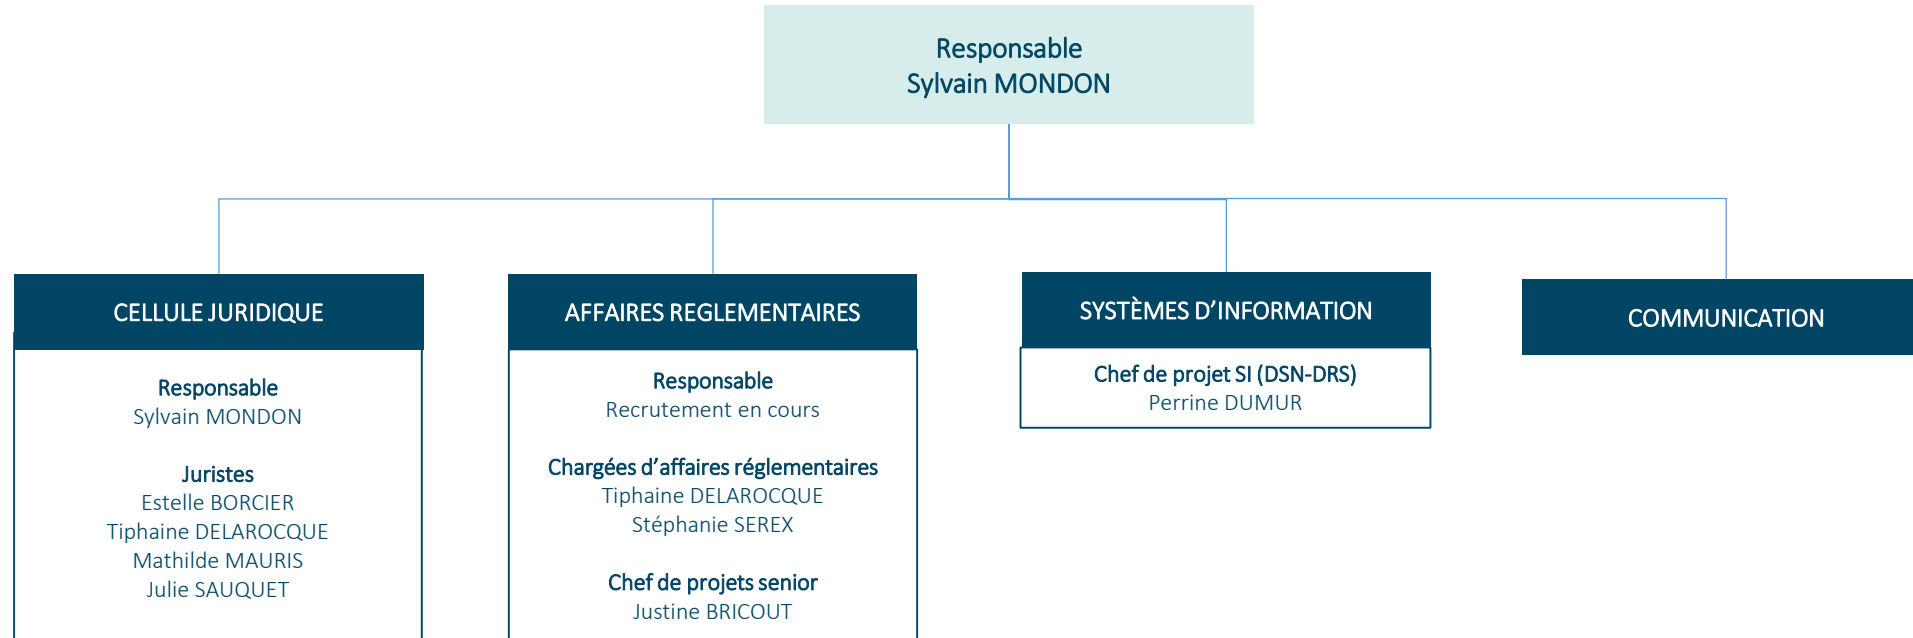 Responsable
Sylvain MONDON
CELLULE JURIDIQUE
Responsable
Sylvain MONDON
Juristes
Estelle BORCIER
Tiphaine DELAROCQUE
Mathilde MAURIS
Julie SAUQUET
AFFAIRES REGLEMENTAIRES
Responsable
Recrutement en cours
Chargées d’affaires réglementaires
Tiphaine DELAROCQUE
Stéphanie SEREX
Chef de projets senior
Justine BRICOUT
SYSTÈMES D’INFORMATION
Chef de projet SI (DSN-DRS)
Perrine DUMUR
COMMUNICATION